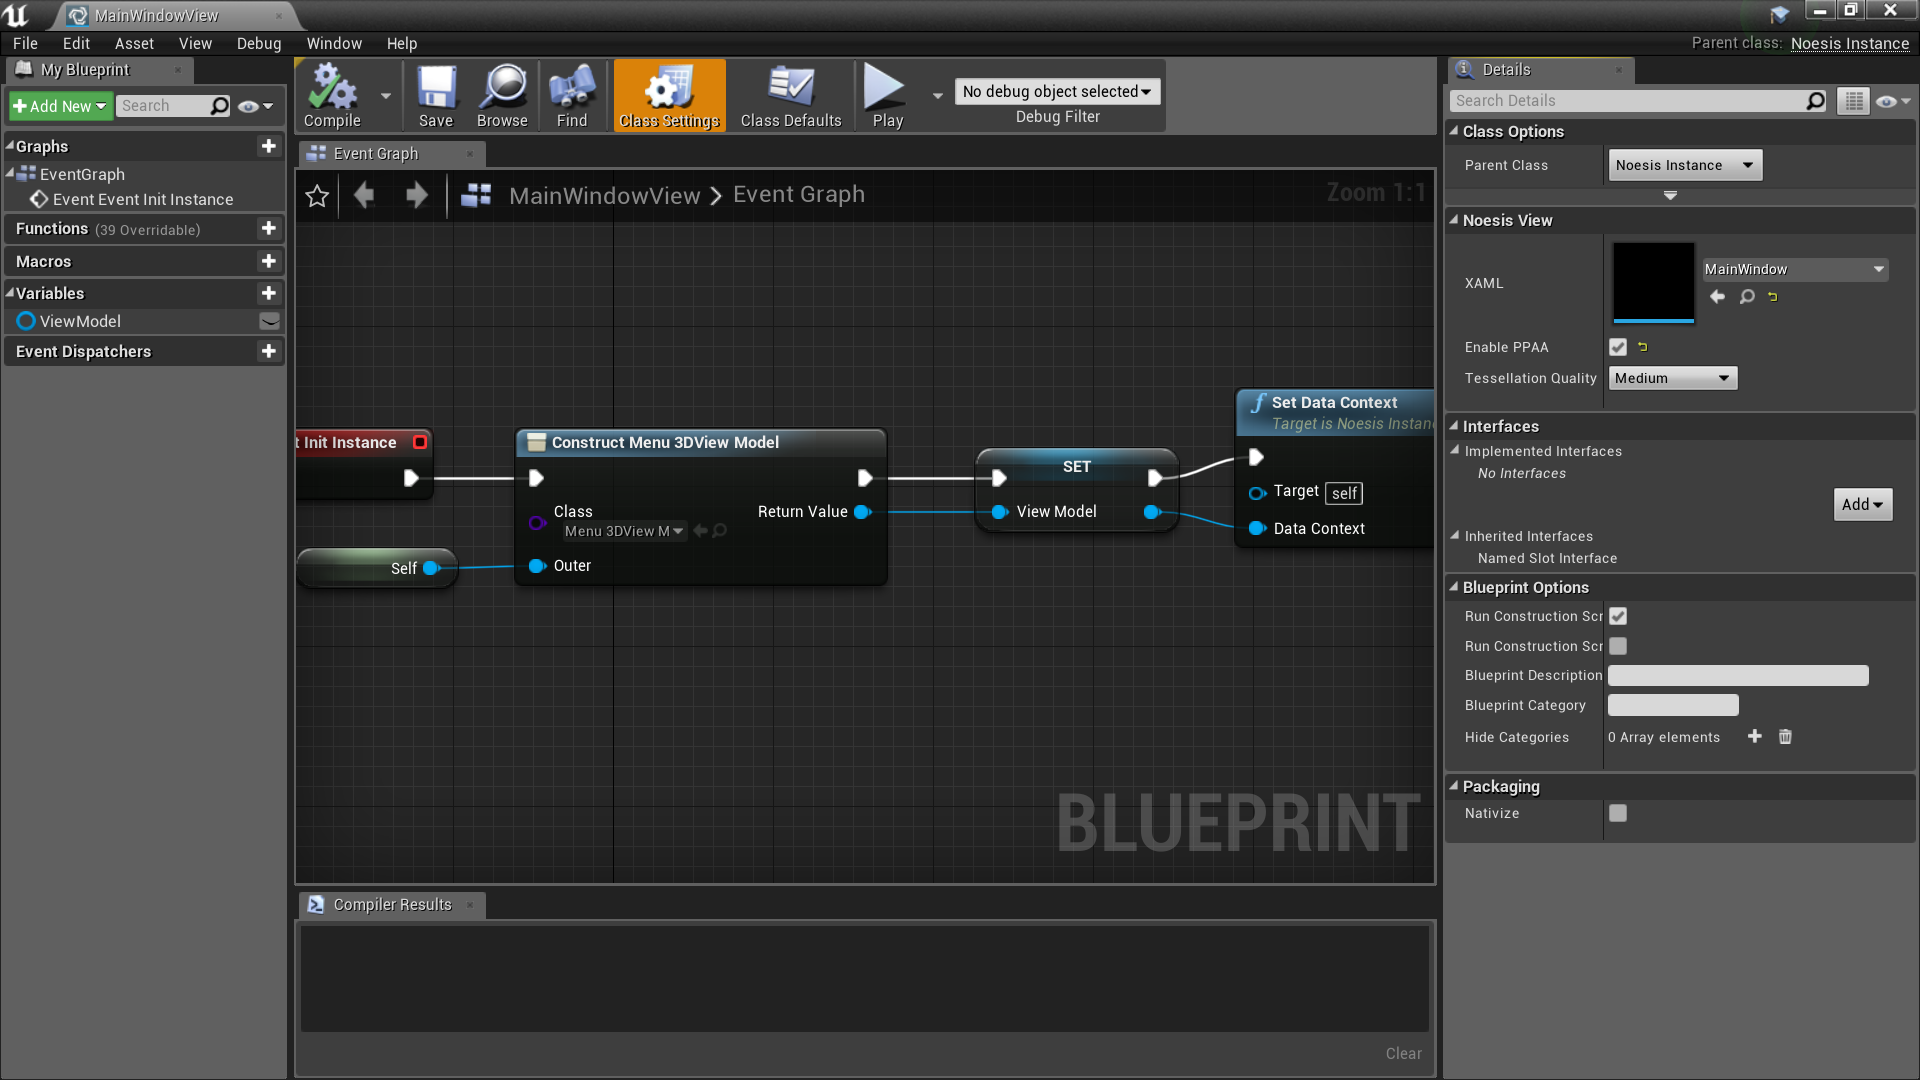 MainWindowView
File Edit Asset View Debug Window Help
Parent class: Noesis Instance
My Blueprint
Add New Search
Graphs
EventGraph
Event Event Init Instance
Functions (39 Overridable)
Macros
Variables
ViewModel
Event Dispatchers
Compile Save Browse Find Class Settings Class Defaults Play
No debug object selected
Debug Filter
Event Graph
MainWindowView > Event Graph
Zoom 1:1
t Init Instance
Self
Construct Menu 3DView Model
Class
Menu 3DView M
Return Value
Outer
SET
View Model
Set Data Context
Target is Noesis Instan
Target self
Data Context
BLUEPRINT
Compiler Results
Clear
Details
Search Details
Class Options
Parent Class Noesis Instance
Noesis View
XAML MainWindow
Enable PPAA
Tessellation Quality Medium
Interfaces
Implemented Interfaces
No Interfaces
Add
Inherited Interfaces
Named Slot Interface
Blueprint Options
Run Construction Scr
Run Construction Scr
Blueprint Description
Blueprint Category
Hide Categories 0 Array elements
Packaging
Nativize